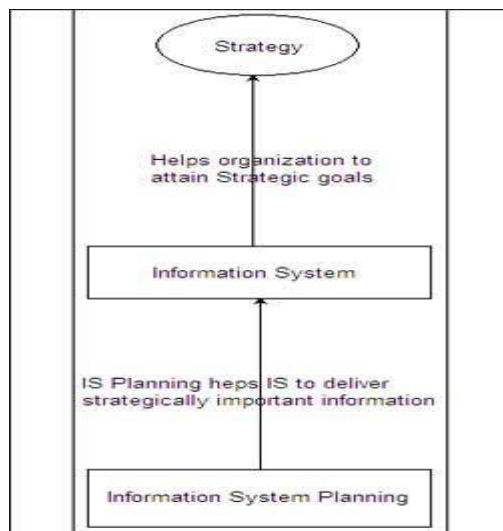 Strategy
Helps organization to
attain Strategic goals
Information System
IS Planning heps IS to deliver
strategically important information
Information System Planning